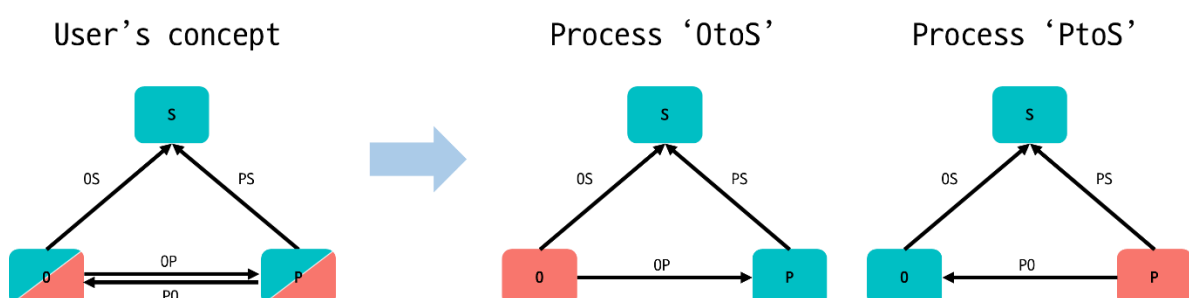 User’s concept
Process ‘OtoS’
Process ‘PtoS’
S
S
S
OS
PS
OS
PS
OS
PS
O
OP
P
PO
O
OP
P
O
PO
P